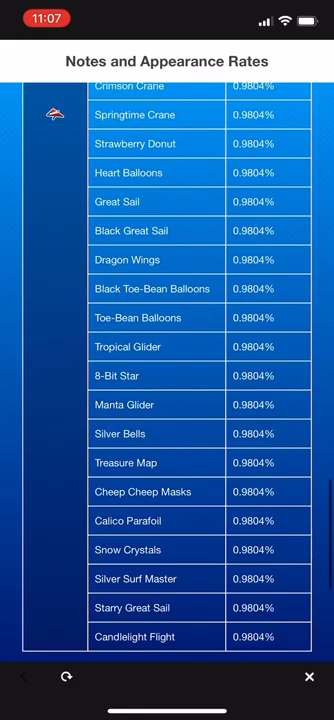 11:07
Notes and Appearance Rates
Crimson Crane 0.9804%
Springtime Crane 0.9804%
Strawberry Donut 0.9804%
Heart Balloons 0.9804%
Great Sail 0.9804%
Black Great Sail 0.9804%
Dragon Wings 0.9804%
Black Toe-Bean Balloons 0.9804%
Toe-Bean Balloons 0.9804%
Tropical Glider 0.9804%
8-Bit Star 0.9804%
Manta Glider 0.9804%
Silver Bells 0.9804%
Treasure Map 0.9804%
Cheep Cheep Masks 0.9804%
Calico Parafoil 0.9804%
Snow Crystals 0.9804%
Silver Surf Master 0.9804%
Starry Great Sail 0.9804%
Candlelight Flight 0.9804%